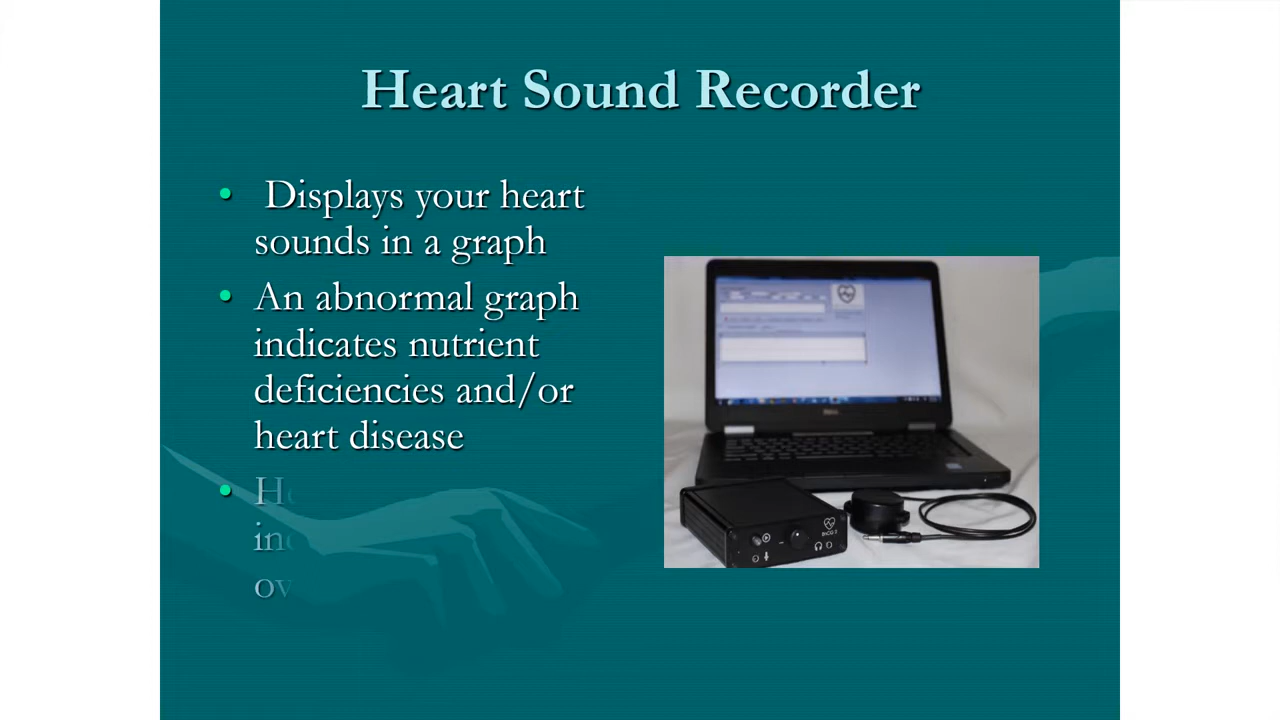 Heart Sound Recorder
• Displays your heart
sounds in a graph
• An abnormal graph
indicates nutrient
deficiencies and/or
heart disease
•